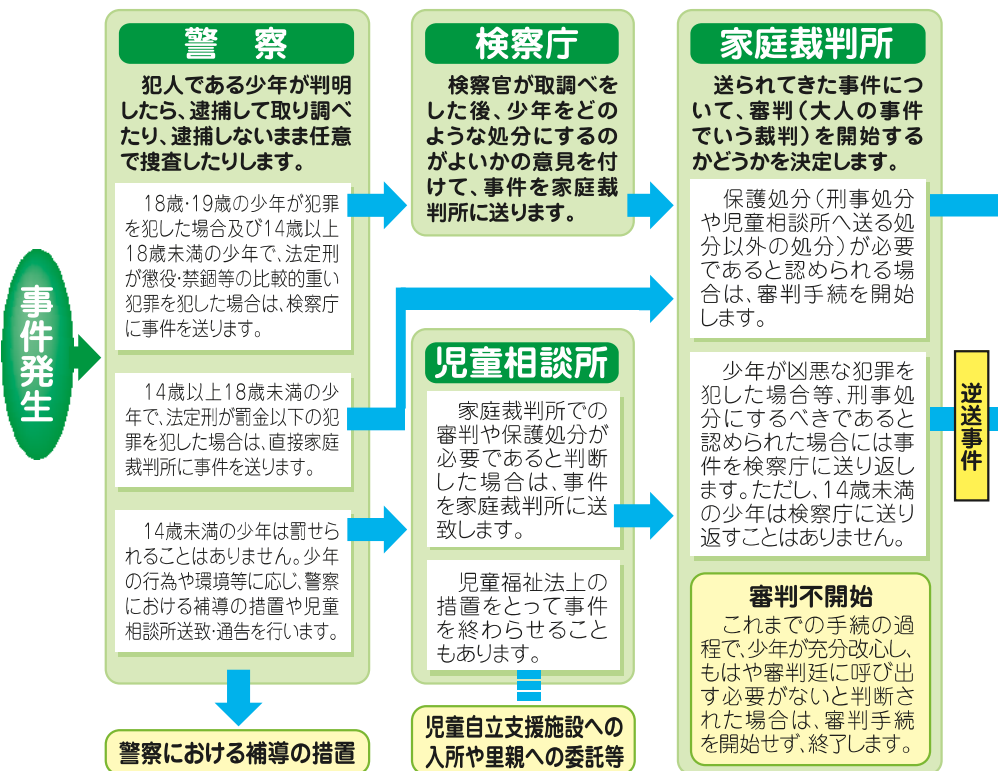 事件発生
警 察
犯人である少年が判明
したら、逮捕して取り調べ
たり、逮捕しないまま任意
で捜査したりします。
18歳・19歳の少年が犯罪
を犯した場合及び14歳以上
18歳未満の少年で、法定刑
が懲役・禁錮等の比較的重い
犯罪を犯した場合は、検察庁
に事件を送ります。
14歳以上18歳未満の少
年で、法定刑が罰金以下の犯
罪を犯した場合は、直接家庭
裁判所に事件を送ります。
14歳未満の少年は罰せら
れることはありません。少年
の行為や環境等に応じ、警察
における補導の措置や児童
相談所送致・通告を行います。
警察における補導の措置
検察庁
検察官が取調べを
した後、少年をどの
ような処分にするの
がよいかの意見を付
けて、事件を家庭裁
判所に送ります。
児童相談所
家庭裁判所での
審判や保護処分が
必要であると判断
した場合は、事件
を家庭裁判所に送
致します。
児童福祉法上の
措置をとって事件
を終わらせること
もあります。
児童自立支援施設への
入所や里親への委託等
家庭裁判所
送られてきた事件につ
いて、審判(大人の事件
でいう裁判)を開始する
かどうかを決定します。
保護処分(刑事処分
や児童相談所へ送る処
分以外の処分)が必要
であると認められる場
合は、審判手続を開始
します。
少年が凶悪な犯罪を
犯した場合等、刑事処
分にするべきであると
認められた場合には事
件を検察庁に送り返し
ます。ただし、14歳未満
の少年は検察庁に送り
返すことはありません。
審判不開始
これまでの手続の過
程で、少年が充分改心し、
もはや審判廷に呼び出
す必要がないと判断さ
れた場合は、審判手続
を開始せず、終了します。
逆送事件